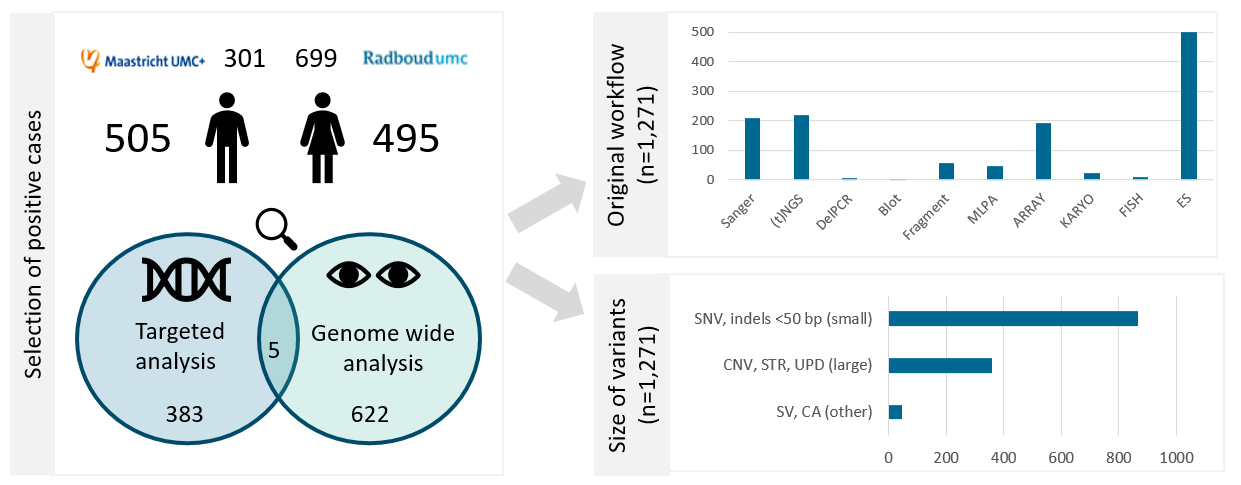 Selection of positive cases
Maastricht UMC+
301
699
Radboudumc
505
495
Targeted
analysis
383
5
Genome wide
analysis
622
Original workflow
(n=1,271)
500
400
300
200
100
0
Sanger
(t)NGS
DelPCR
Blot
Fragment
MLPA
ARRAY
KARYO
FISH
ES
Size of variants
(n=1,271)
SNV, indels <50 bp (small)
CNV, STR, UPD (large)
SV, CA (other)
0 200 400 600 800 1000